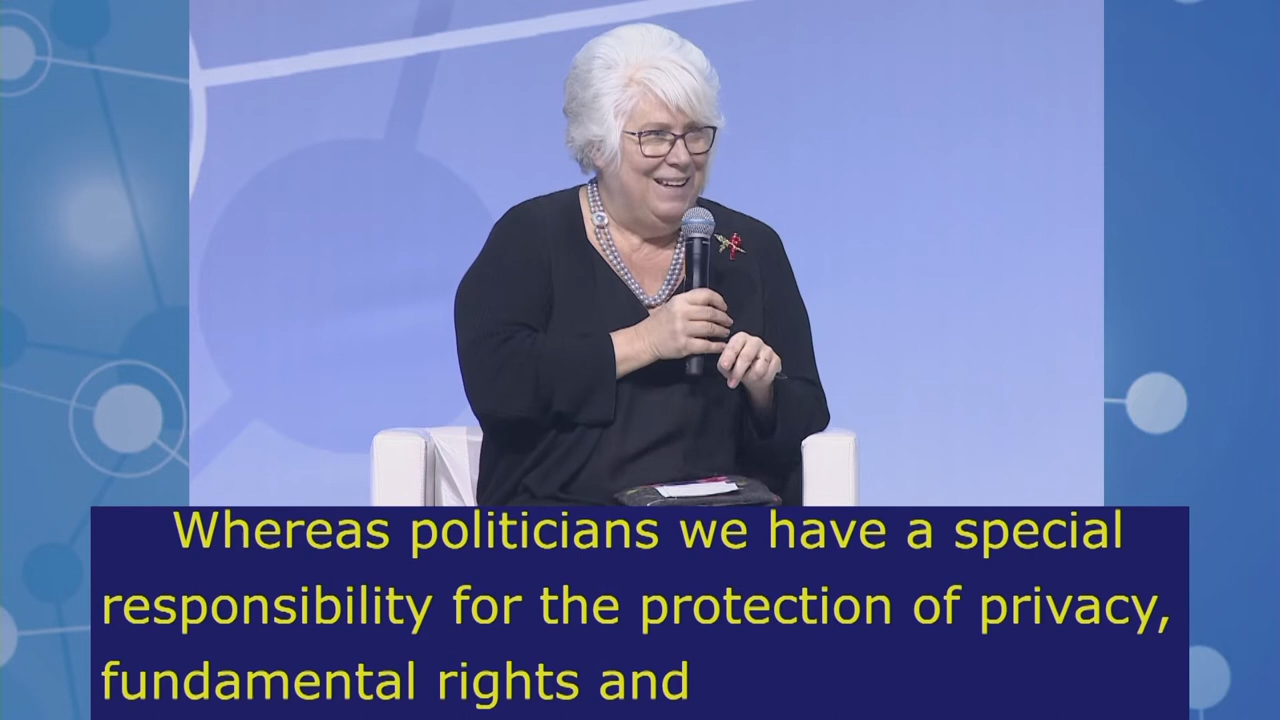 Whereas politicians we have a special
responsibility for the protection of privacy,
fundamental rights and